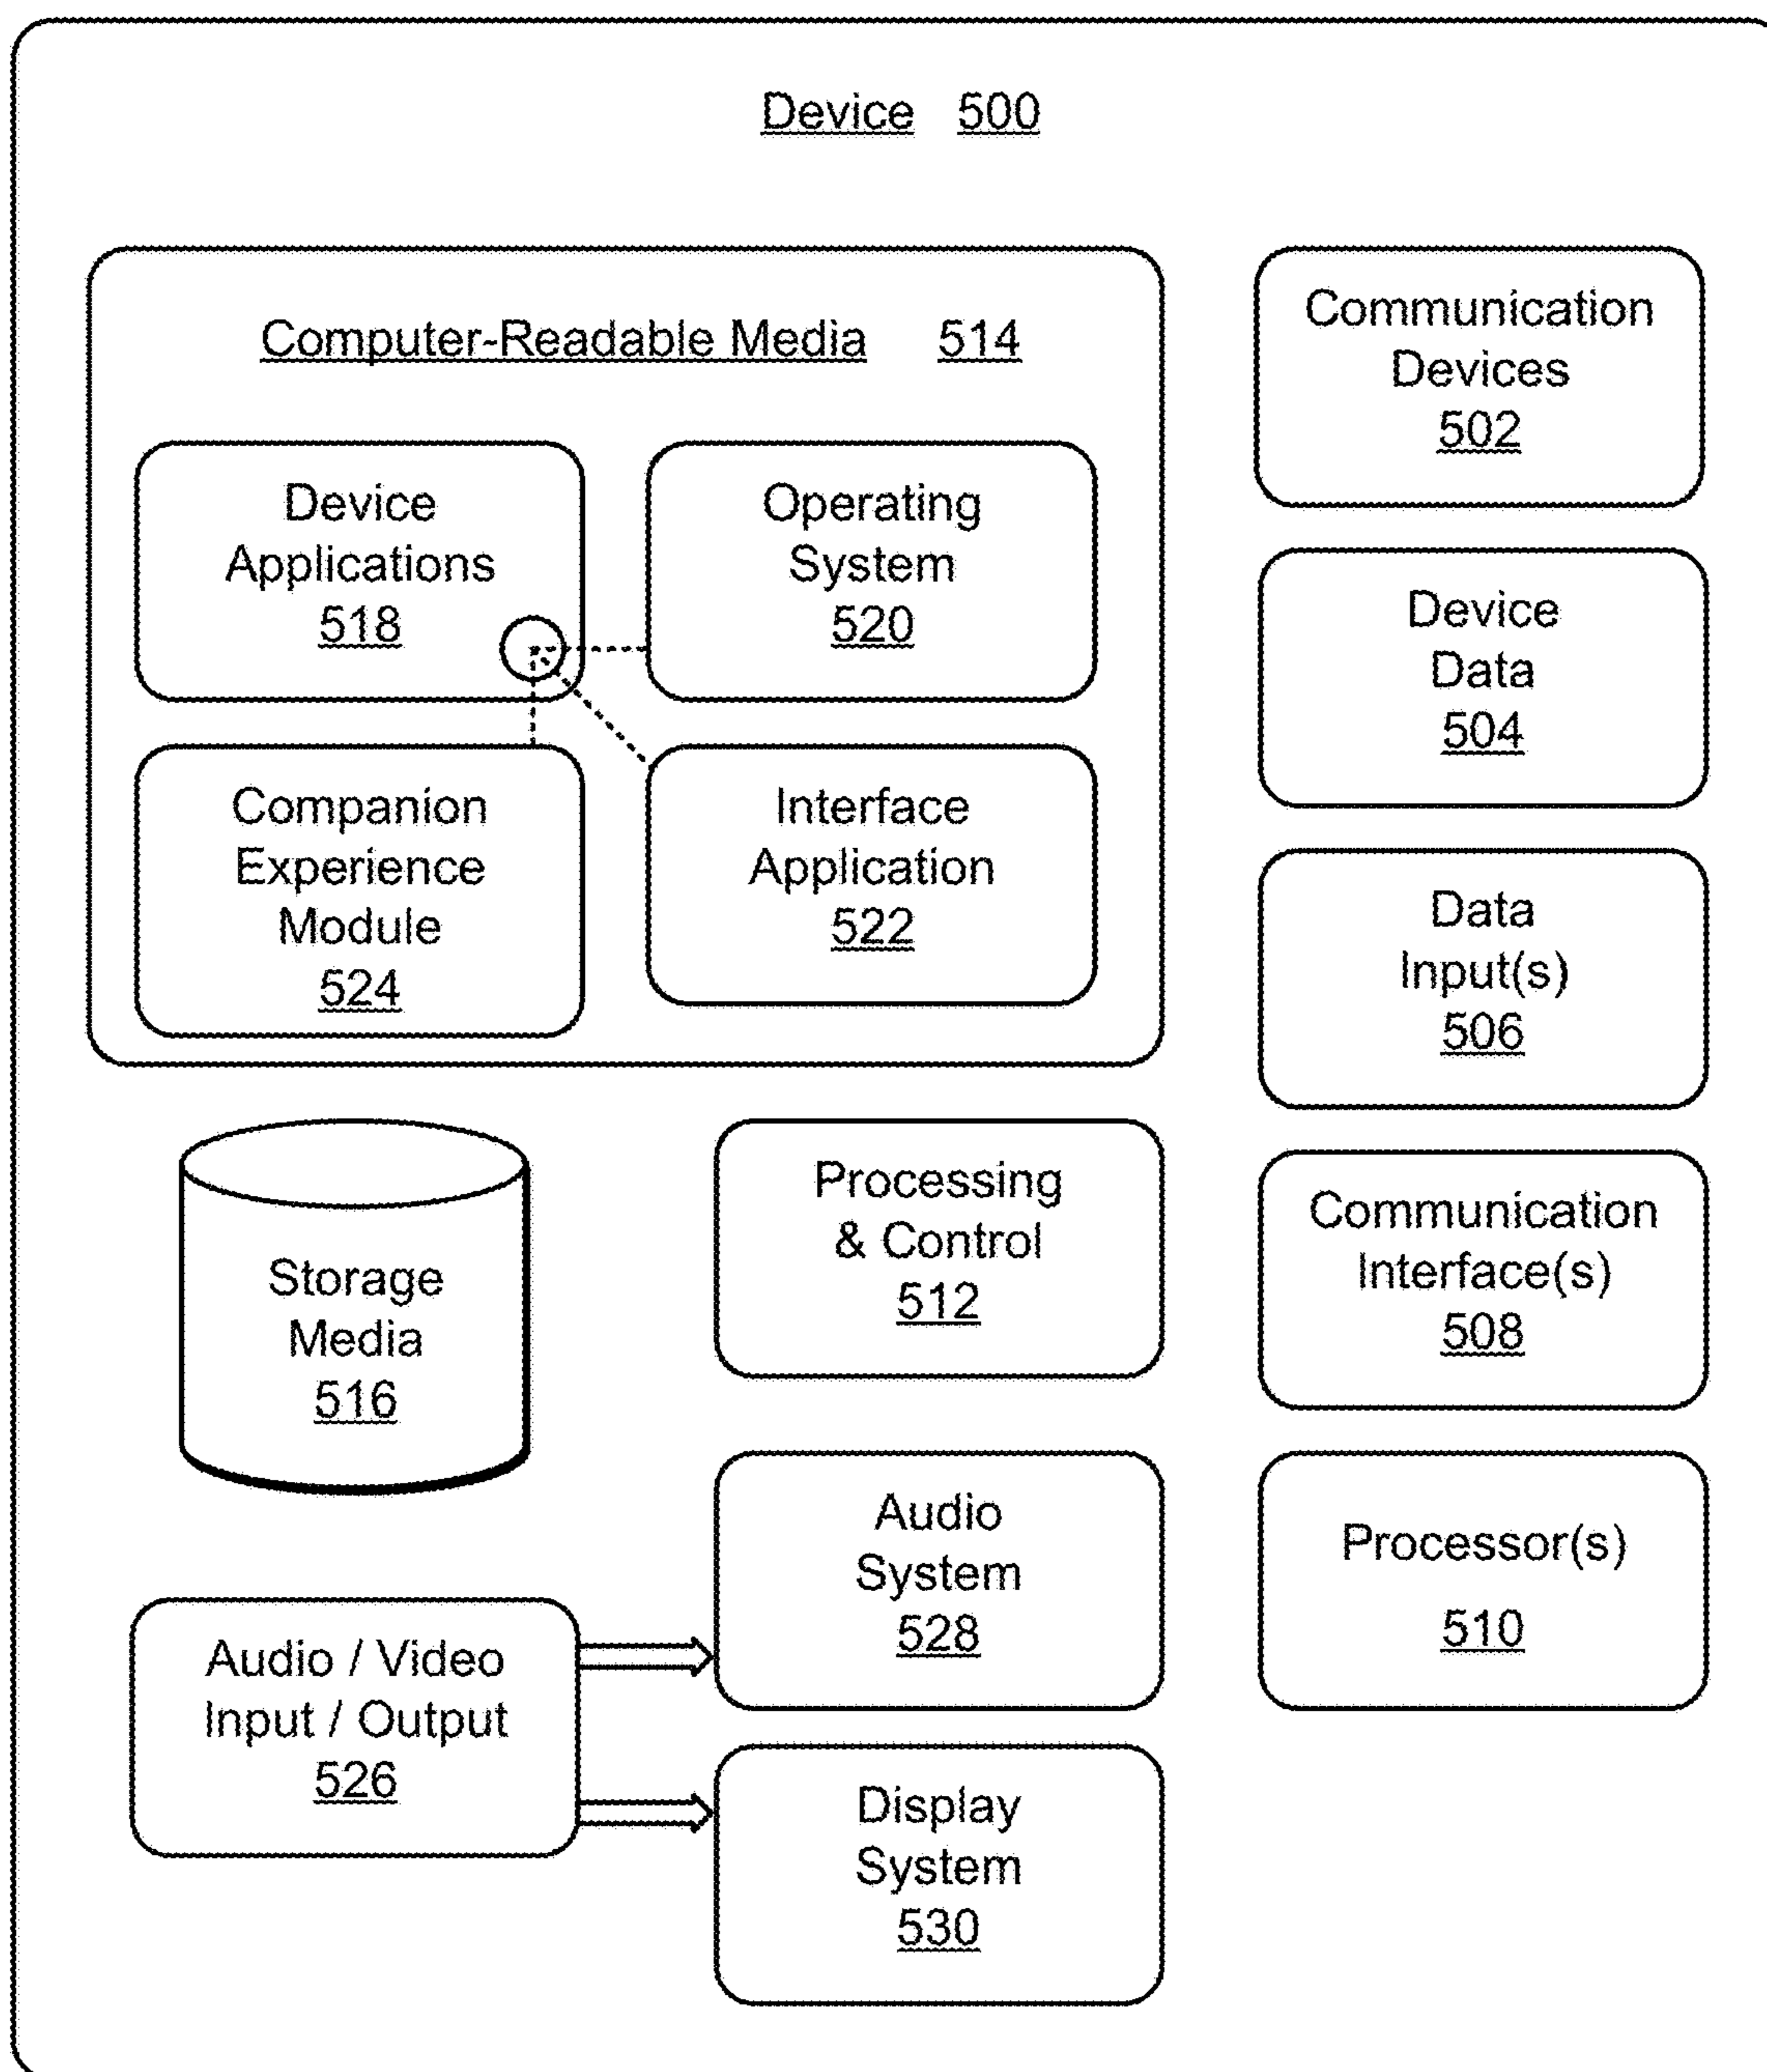 Device 500
Computer-Readable Media 514
Device
Applications
518
Operating
System
520
Companion
Experience
Module
524
Interface
Application
522
Communication
Devices
502
Device
Data
504
Data
Input(s)
506
Communication
Interface(s)
508
Processor(s)
510
Storage
Media
516
Processing
& Control
512
Audio / Video
Input / Output
526
Audio
System
528
Display
System
530